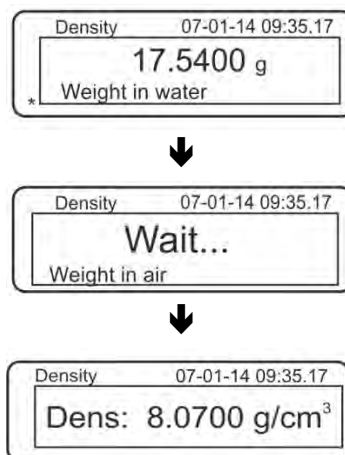 Density 07-01-14 09:35.17
17.5400 g
* Weight in water
Density 07-01-14 09:35.17
Wait...
Weight in air
Density 07-01-14 09:35.17
Dens: 8.0700 g/cm³